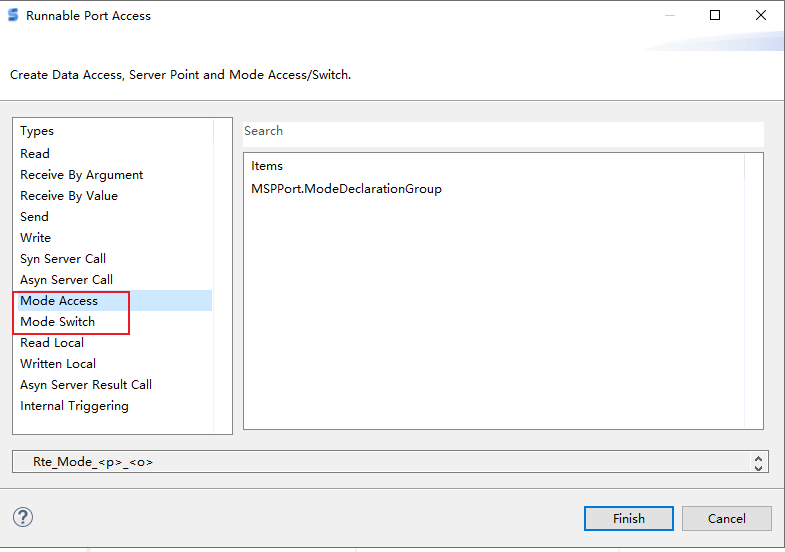 Runnable Port Access
Create Data Access, Server Point and Mode Access/Switch.
Types
Read
Receive By Argument
Receive By Value
Send
Write
Syn Server Call
Asyn Server Call
Mode Access
Mode Switch
Read Local
Written Local
Asyn Server Result Call
Internal Triggering
Search
Items
MSPPort.ModeDeclarationGroup
Rte_Mode_<p>_<o>
?
Finish
Cancel